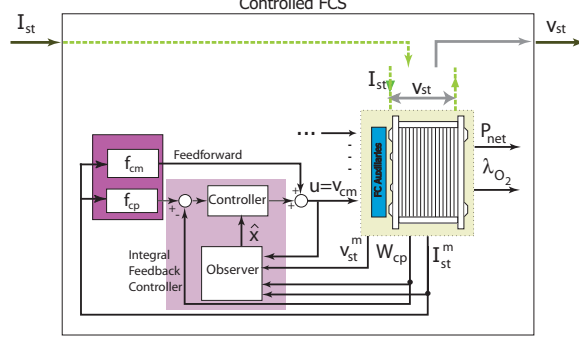 Controlled FCS
I_st
v_st
I_st
v_st
f_cm
Feedforward
f_cp
+
-
Controller
+
+
u=v_cm
...
FC Auxiliaries
P_net
λ_O₂
x̂
Observer
Integral
Feedback
Controller
v_st^m
W_cp
I_st^m